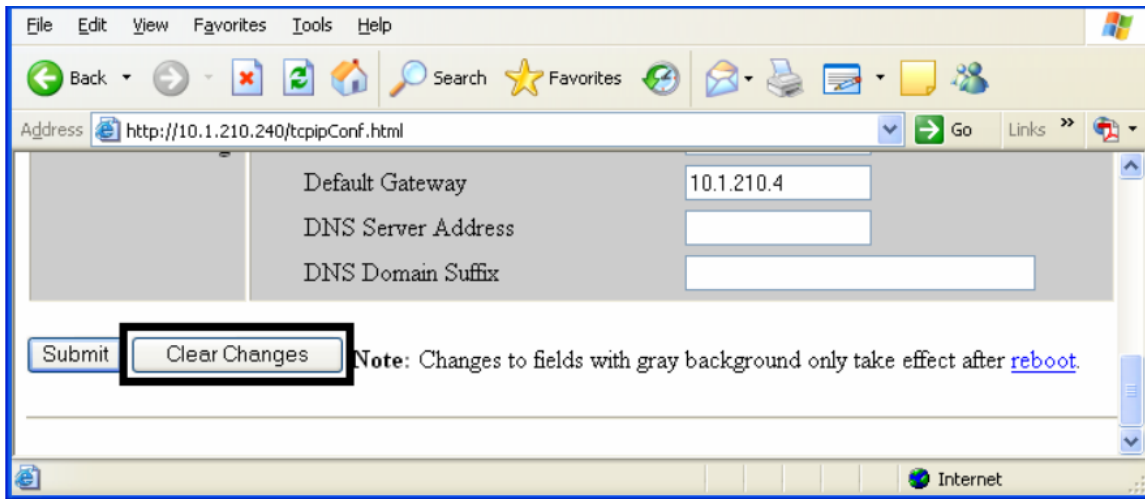 File Edit View Favorites Tools Help
Back Search Favorites
Address http://10.1.210.240/tcpipConf.html Go Links »
Default Gateway 10.1.210.4
DNS Server Address
DNS Domain Suffix
Submit Clear Changes Note: Changes to fields with gray background only take effect after reboot.
Internet